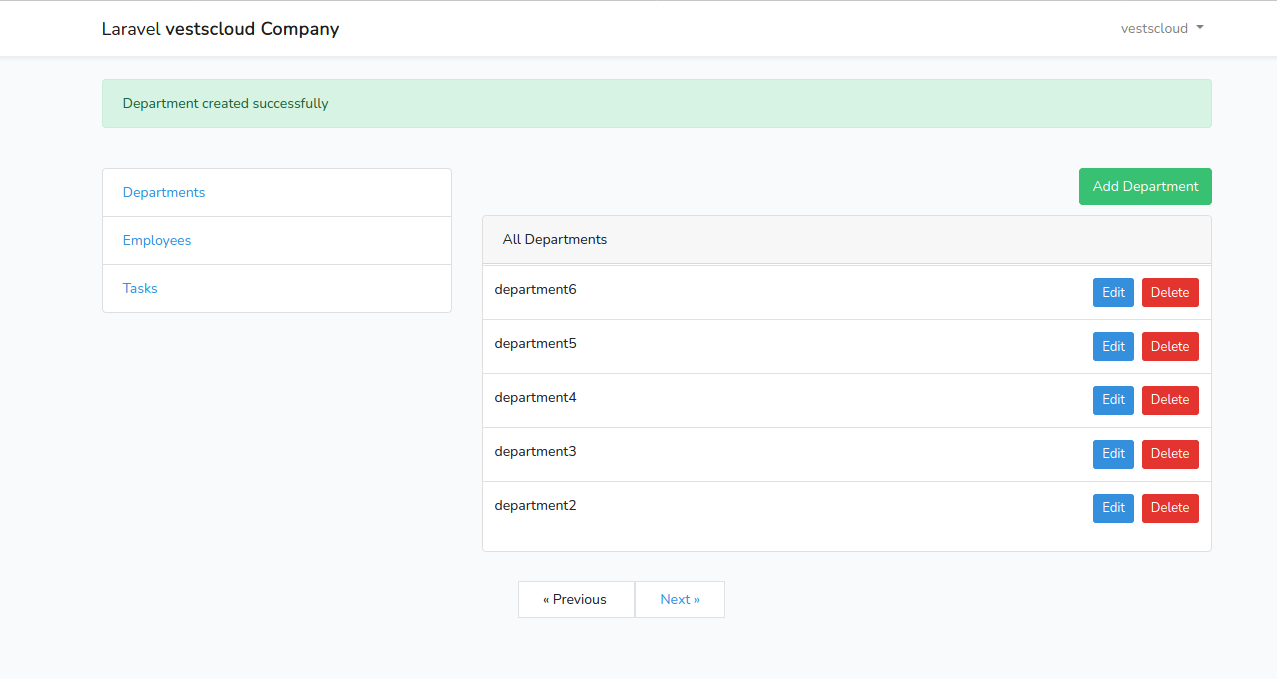 Laravel vestscloud Company
vestscloud
Department created successfully
Departments
Employees
Tasks
Add Department
All Departments
department6 Edit Delete
department5 Edit Delete
department4 Edit Delete
department3 Edit Delete
department2 Edit Delete
« Previous Next »